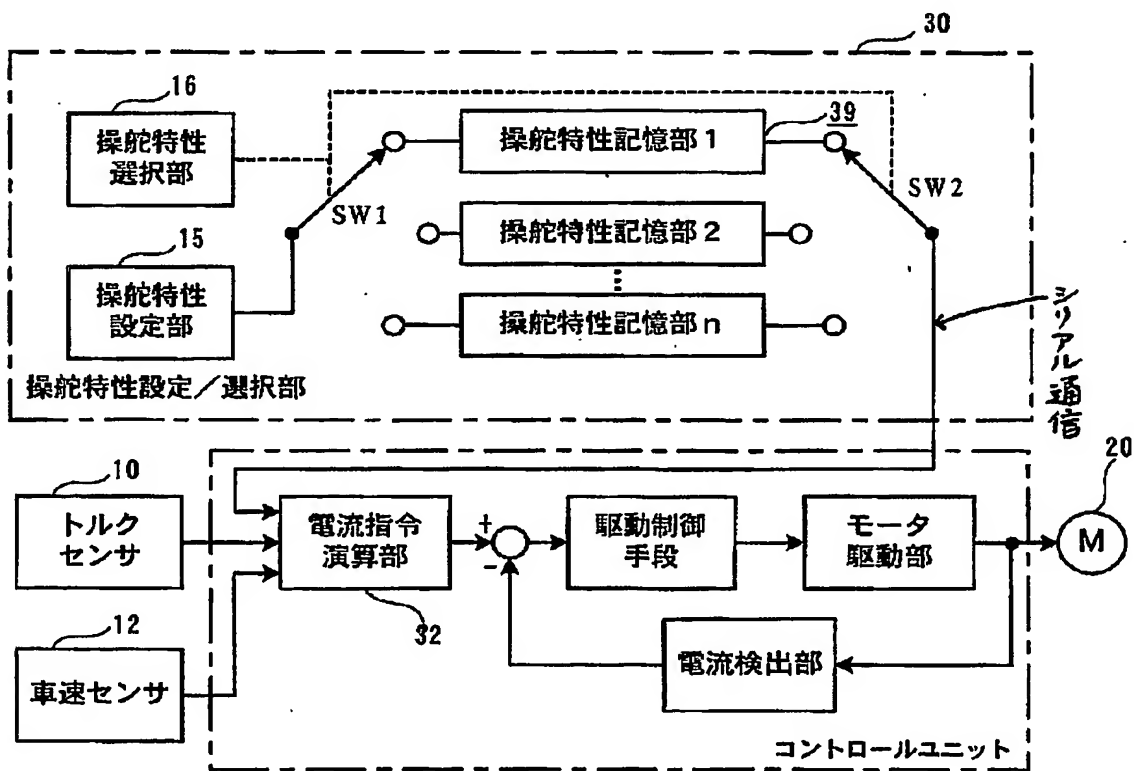 30
16
操舵特性
選択部
39
操舵特性記憶部1
SW1
SW2
15
操舵特性
設定部
操舵特性記憶部2
操舵特性記憶部n
操舵特性設定/選択部
シリアル通信
10
トルク
センサ
電流指令
演算部
+
-
駆動制御
手段
モータ
駆動部
20
M
12
車速センサ
32
電流検出部
コントロールユニット